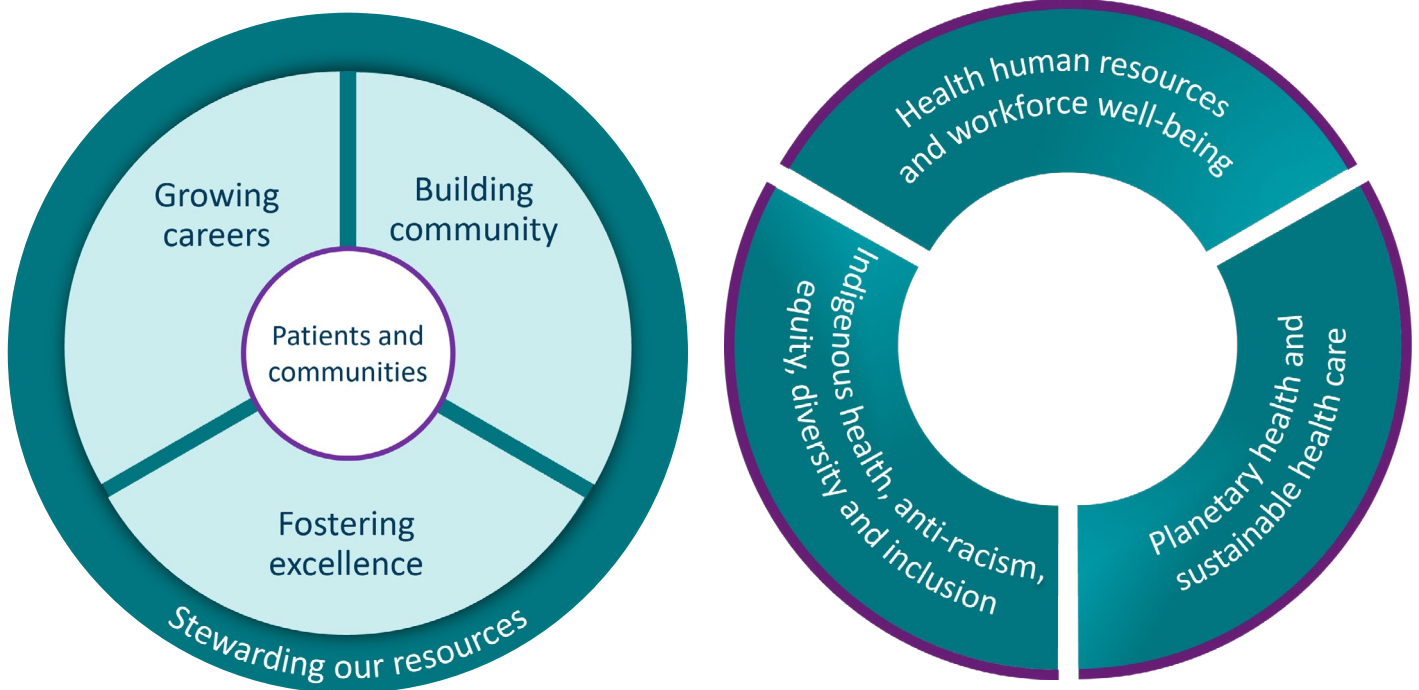 Growing
careers
Building
community
Patients and
communities
Fostering
excellence
Stewarding our resources
Health human resources
and workforce well-being
Indigenous health, anti-racism,
equity, diversity and inclusion
Planetary health and
sustainable health care